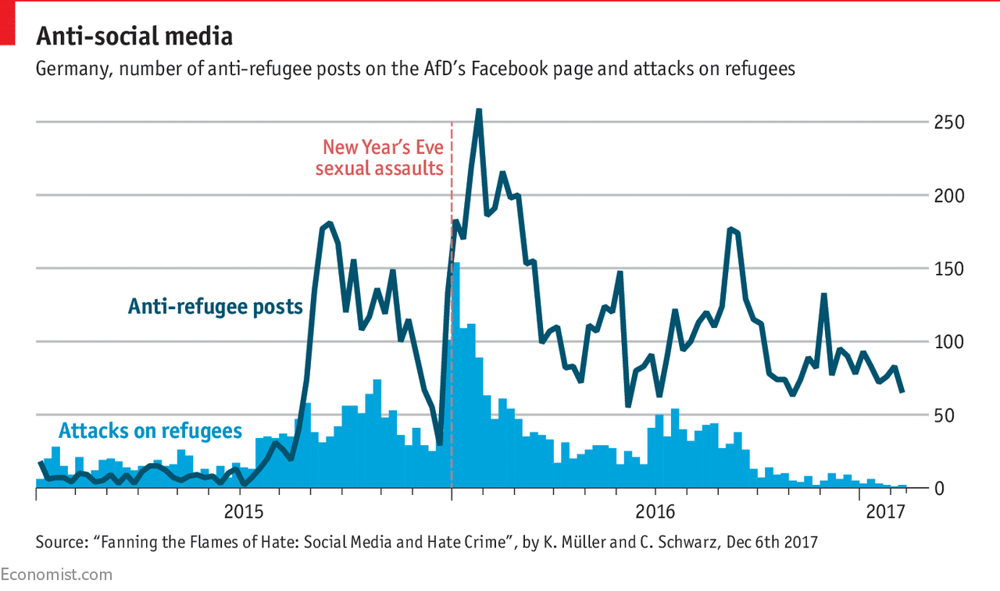 Anti-social media
Germany, number of anti-refugee posts on the AfD's Facebook page and attacks on refugees
250
New Year's Eve
sexual assaults
200
150
Anti-refugee posts
100
50
Attacks on refugees
0
2015
2016
2017
Source: “Fanning the Flames of Hate: Social Media and Hate Crime”, by K. Müller and C. Schwarz, Dec 6th 2017
Economist.com